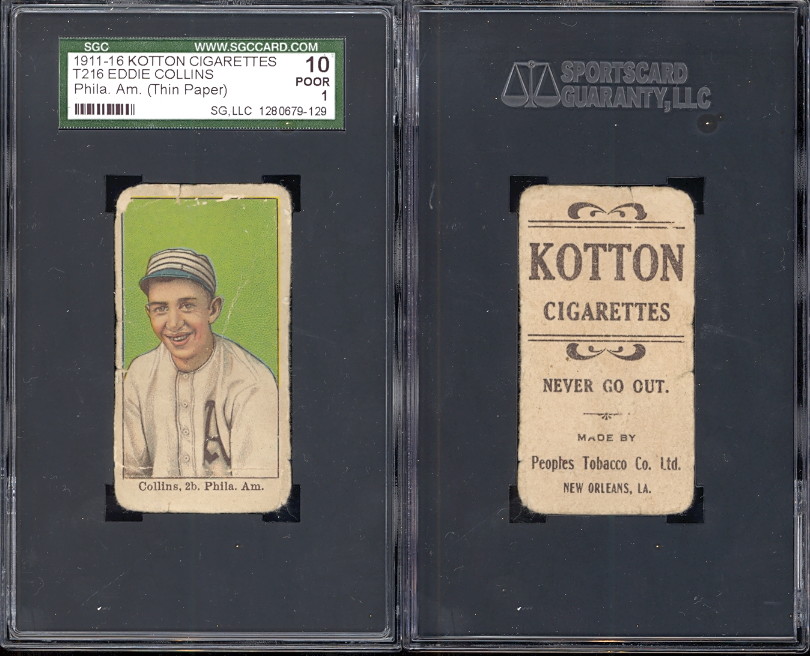 SGC WWW.SGCCARD.COM
1911-16 KOTTON CIGARETTES 10
T216 EDDIE COLLINS POOR
Phila. Am. (Thin Paper) 1
SG,LLC 1280679-129
A
Collins, 2b. Phila. Am.
SPORTSCARD
GUARANTY,LLC
KOTTON
CIGARETTES
NEVER GO OUT.
MADE BY
Peoples Tobacco Co. Ltd.
NEW ORLEANS, LA.